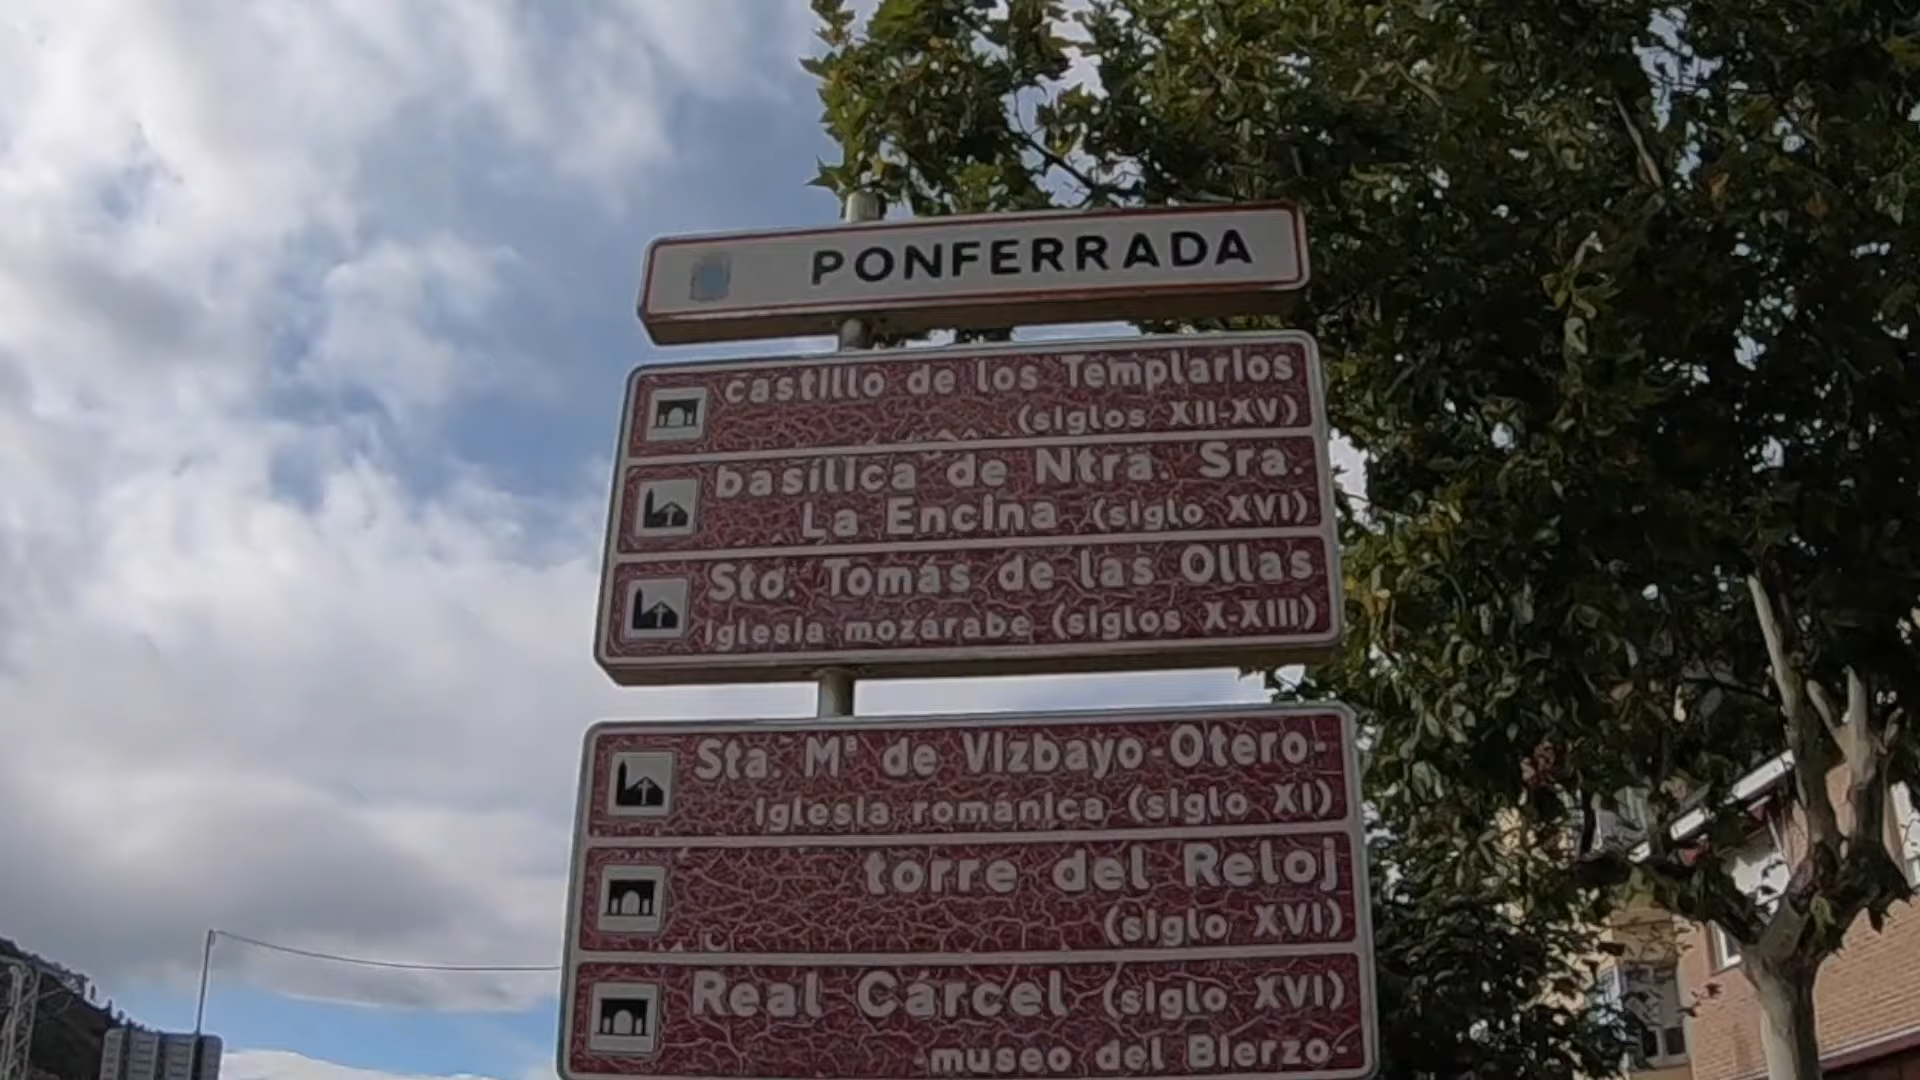 PONFERRADA
castillo de los Templarios
(siglos XII-XV)
basílica de Ntra. Sra.
La Encina (siglo XVI)
Sto. Tomás de las Ollas
iglesia mozárabe (siglos X-XIII)
Sta. Mª de Vizbayo-Otero-
iglesia románica (siglo XI)
torre del Reloj
(siglo XVI)
Real Cárcel (siglo XVI)
-museo del Bierzo-